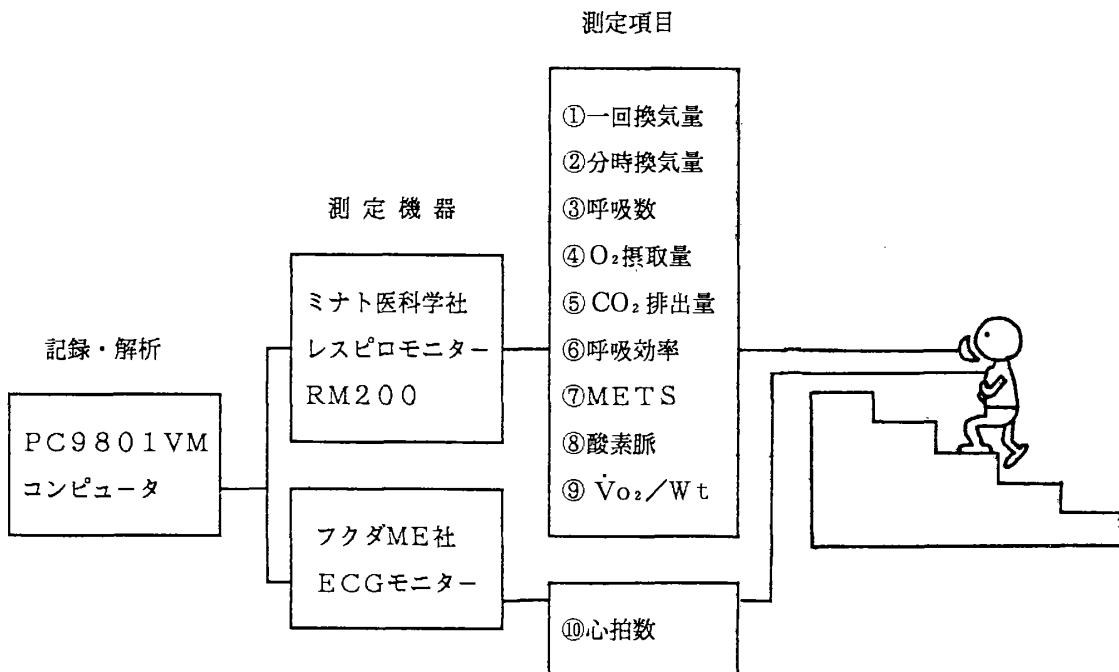 測定項目
①一回換気量
②分時換気量
③呼吸数
④O₂摂取量
⑤CO₂排出量
⑥呼吸効率
⑦METS
⑧酸素脈
⑨V̇o₂／Wt
⑩心拍数
測定機器
ミナト医科学社
レスピロモニター
RM200
フクダME社
ECGモニター
記録・解析
PC9801VM
コンピュータ